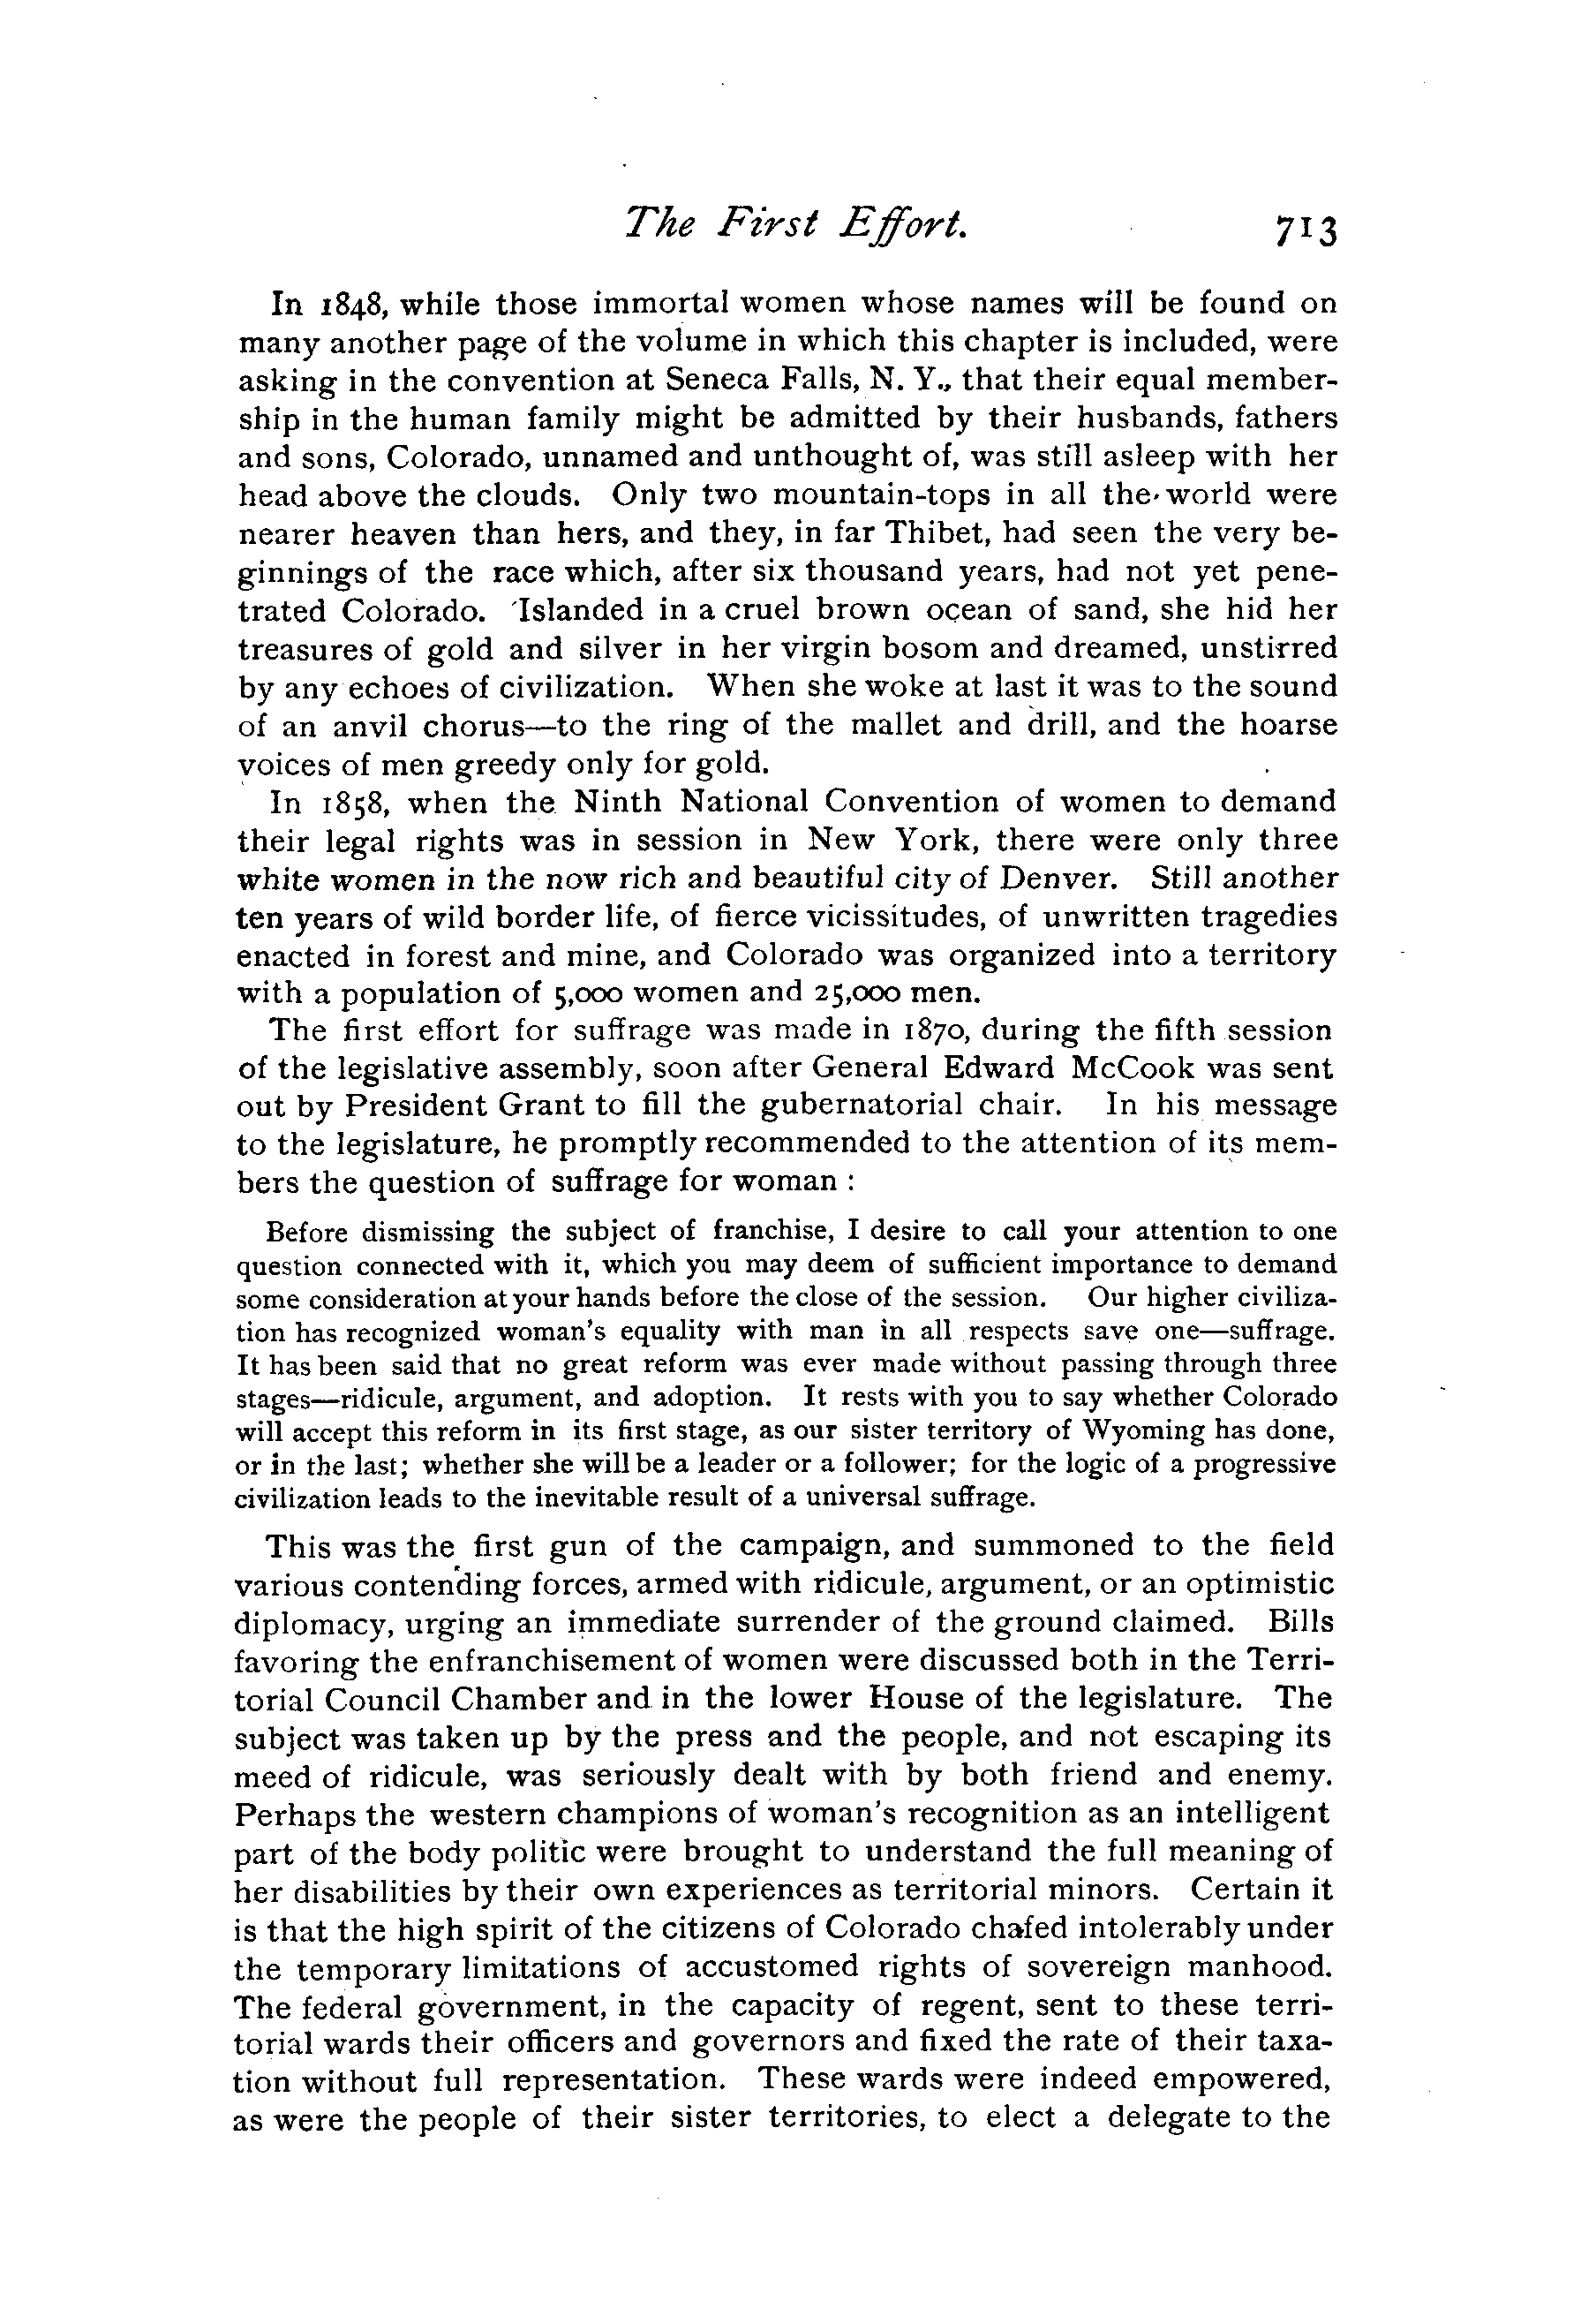 The First Effort. 713
In 1848, while those immortal women whose names will be found on
many another page of the volume in which this chapter is included, were
asking in the convention at Seneca Falls, N. Y., that their equal member-
ship in the human family might be admitted by their husbands, fathers
and sons, Colorado, unnamed and unthought of, was still asleep with her
head above the clouds. Only two mountain-tops in all the world were
nearer heaven than hers, and they, in far Thibet, had seen the very be-
ginnings of the race which, after six thousand years, had not yet pene-
trated Colorado. Islanded in a cruel brown ocean of sand, she hid her
treasures of gold and silver in her virgin bosom and dreamed, unstirred
by any echoes of civilization. When she woke at last it was to the sound
of an anvil chorus—to the ring of the mallet and drill, and the hoarse
voices of men greedy only for gold.
In 1858, when the Ninth National Convention of women to demand
their legal rights was in session in New York, there were only three
white women in the now rich and beautiful city of Denver. Still another
ten years of wild border life, of fierce vicissitudes, of unwritten tragedies
enacted in forest and mine, and Colorado was organized into a territory
with a population of 5,000 women and 25,000 men.
The first effort for suffrage was made in 1870, during the fifth session
of the legislative assembly, soon after General Edward McCook was sent
out by President Grant to fill the gubernatorial chair. In his message
to the legislature, he promptly recommended to the attention of its mem-
bers the question of suffrage for woman :
Before dismissing the subject of franchise, I desire to call your attention to one
question connected with it, which you may deem of sufficient importance to demand
some consideration at your hands before the close of the session. Our higher civiliza-
tion has recognized woman's equality with man in all respects save one—suffrage.
It has been said that no great reform was ever made without passing through three
stages—ridicule, argument, and adoption. It rests with you to say whether Colorado
will accept this reform in its first stage, as our sister territory of Wyoming has done,
or in the last; whether she will be a leader or a follower; for the logic of a progressive
civilization leads to the inevitable result of a universal suffrage.
This was the first gun of the campaign, and summoned to the field
various contending forces, armed with ridicule, argument, or an optimistic
diplomacy, urging an immediate surrender of the ground claimed. Bills
favoring the enfranchisement of women were discussed both in the Terri-
torial Council Chamber and in the lower House of the legislature. The
subject was taken up by the press and the people, and not escaping its
meed of ridicule, was seriously dealt with by both friend and enemy.
Perhaps the western champions of woman's recognition as an intelligent
part of the body politic were brought to understand the full meaning of
her disabilities by their own experiences as territorial minors. Certain it
is that the high spirit of the citizens of Colorado chafed intolerably under
the temporary limitations of accustomed rights of sovereign manhood.
The federal government, in the capacity of regent, sent to these terri-
torial wards their officers and governors and fixed the rate of their taxa-
tion without full representation. These wards were indeed empowered,
as were the people of their sister territories, to elect a delegate to the